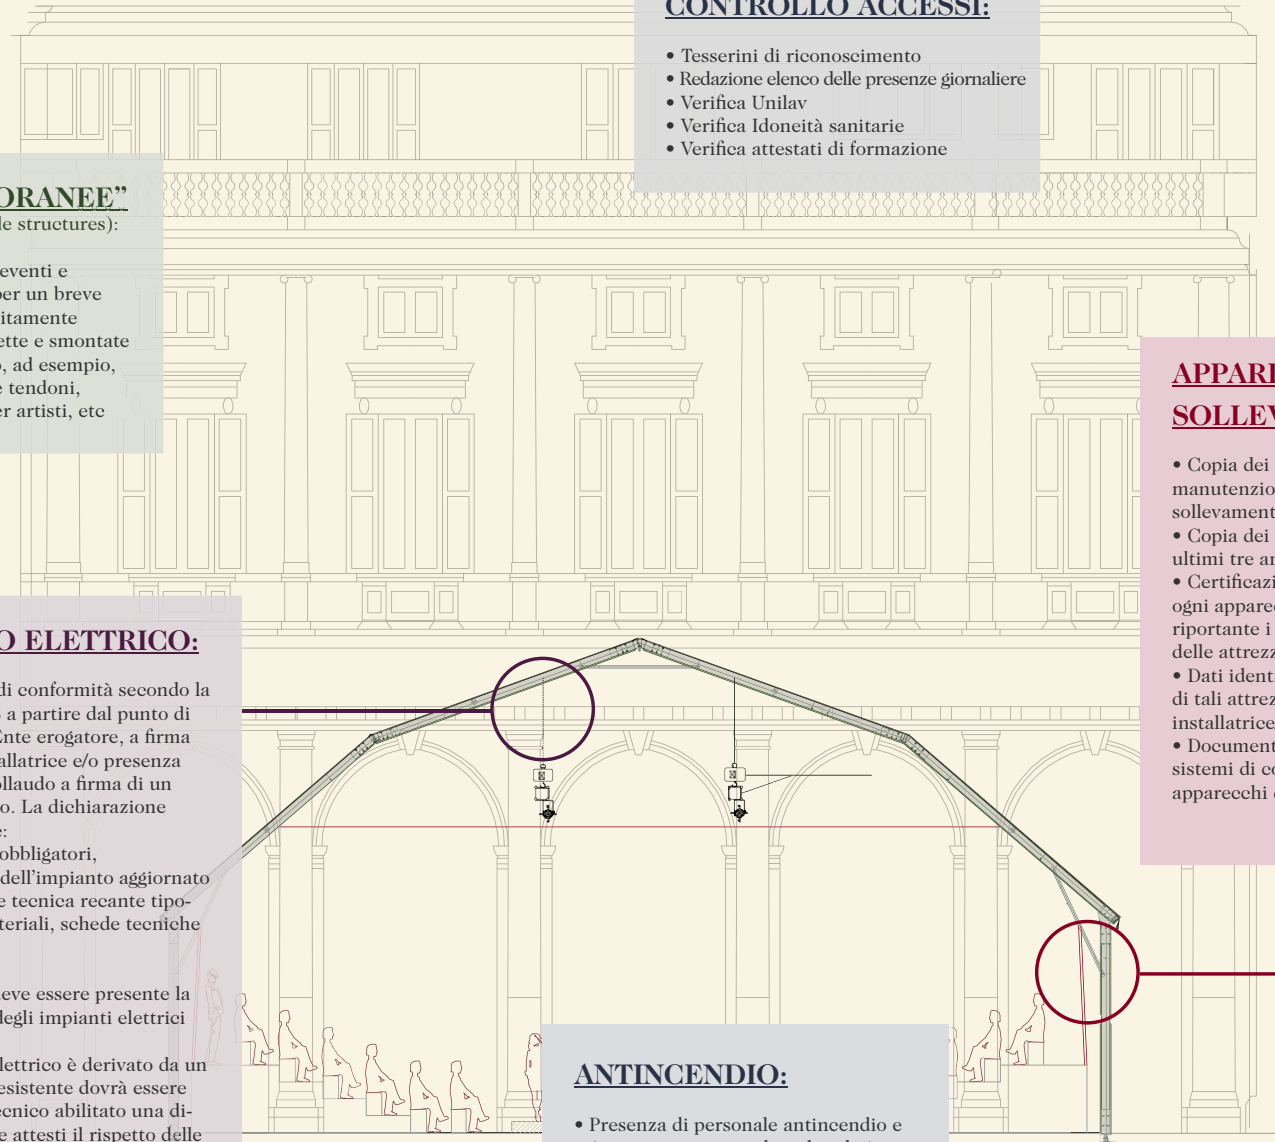 CONTROLLO ACCESSI:
• Tesserini di riconoscimento
• Redazione elenco delle presenze giornaliere
• Verifica Unilav
• Verifica Idoneità sanitarie
• Verifica attestati di formazione
ORANEE”
le structures):
eventi e
per un breve
itamente
ette e smontate
, ad esempio,
e tendoni,
er artisti, etc
APPARE
SOLLEV
• Copia dei
manutenzio
sollevament
• Copia dei
ultimi tre an
• Certificazi
ogni apparec
riportante i
delle attrezz
• Dati identi
di tali attrez
installatrice
• Document
sistemi di co
apparecchi
O ELETTRICO:
di conformità secondo la
a partire dal punto di
Ente erogatore, a firma
allatrice e/o presenza
ollaudo a firma di un
o. La dichiarazione
e:
obbligatori,
dell’impianto aggiornato
e tecnica recante tipo-
teriali, schede tecniche
leve essere presente la
degli impianti elettrici
lettrico è derivato da un
esistente dovrà essere
ecnico abilitato una di-
e attesti il rispetto delle
ANTINCENDIO:
• Presenza di personale antincendio e